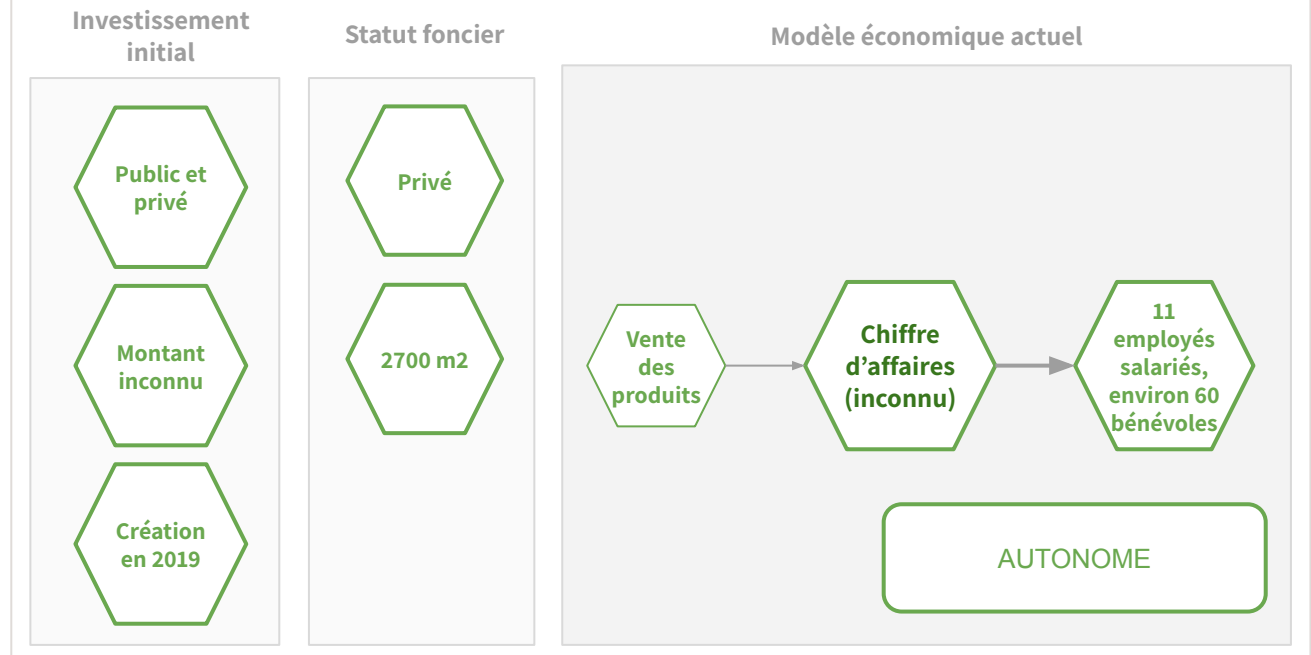 Investissement
initial
Statut foncier
Modèle économique actuel
Public et
privé
Montant
inconnu
Création
en 2019
Privé
2700 m2
Vente
des
produits
Chiffre
d’affaires
(inconnu)
11
employés
salariés,
environ 60
bénévoles
AUTONOME